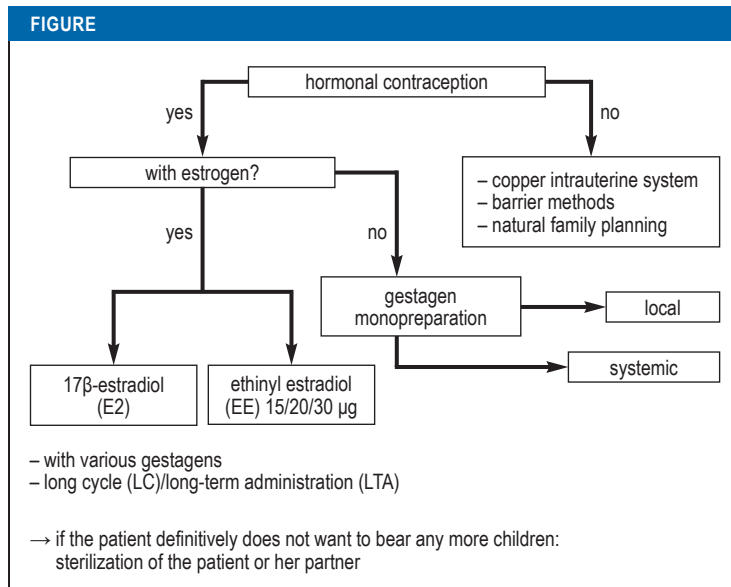 FIGURE
hormonal contraception
yes
no
with estrogen?
– copper intrauterine system
– barrier methods
– natural family planning
yes
no
gestagen
monopreparation
local
systemic
17β-estradiol
(E2)
ethinyl estradiol
(EE) 15/20/30 µg
– with various gestagens
– long cycle (LC)/long-term administration (LTA)
→ if the patient definitively does not want to bear any more children:
sterilization of the patient or her partner